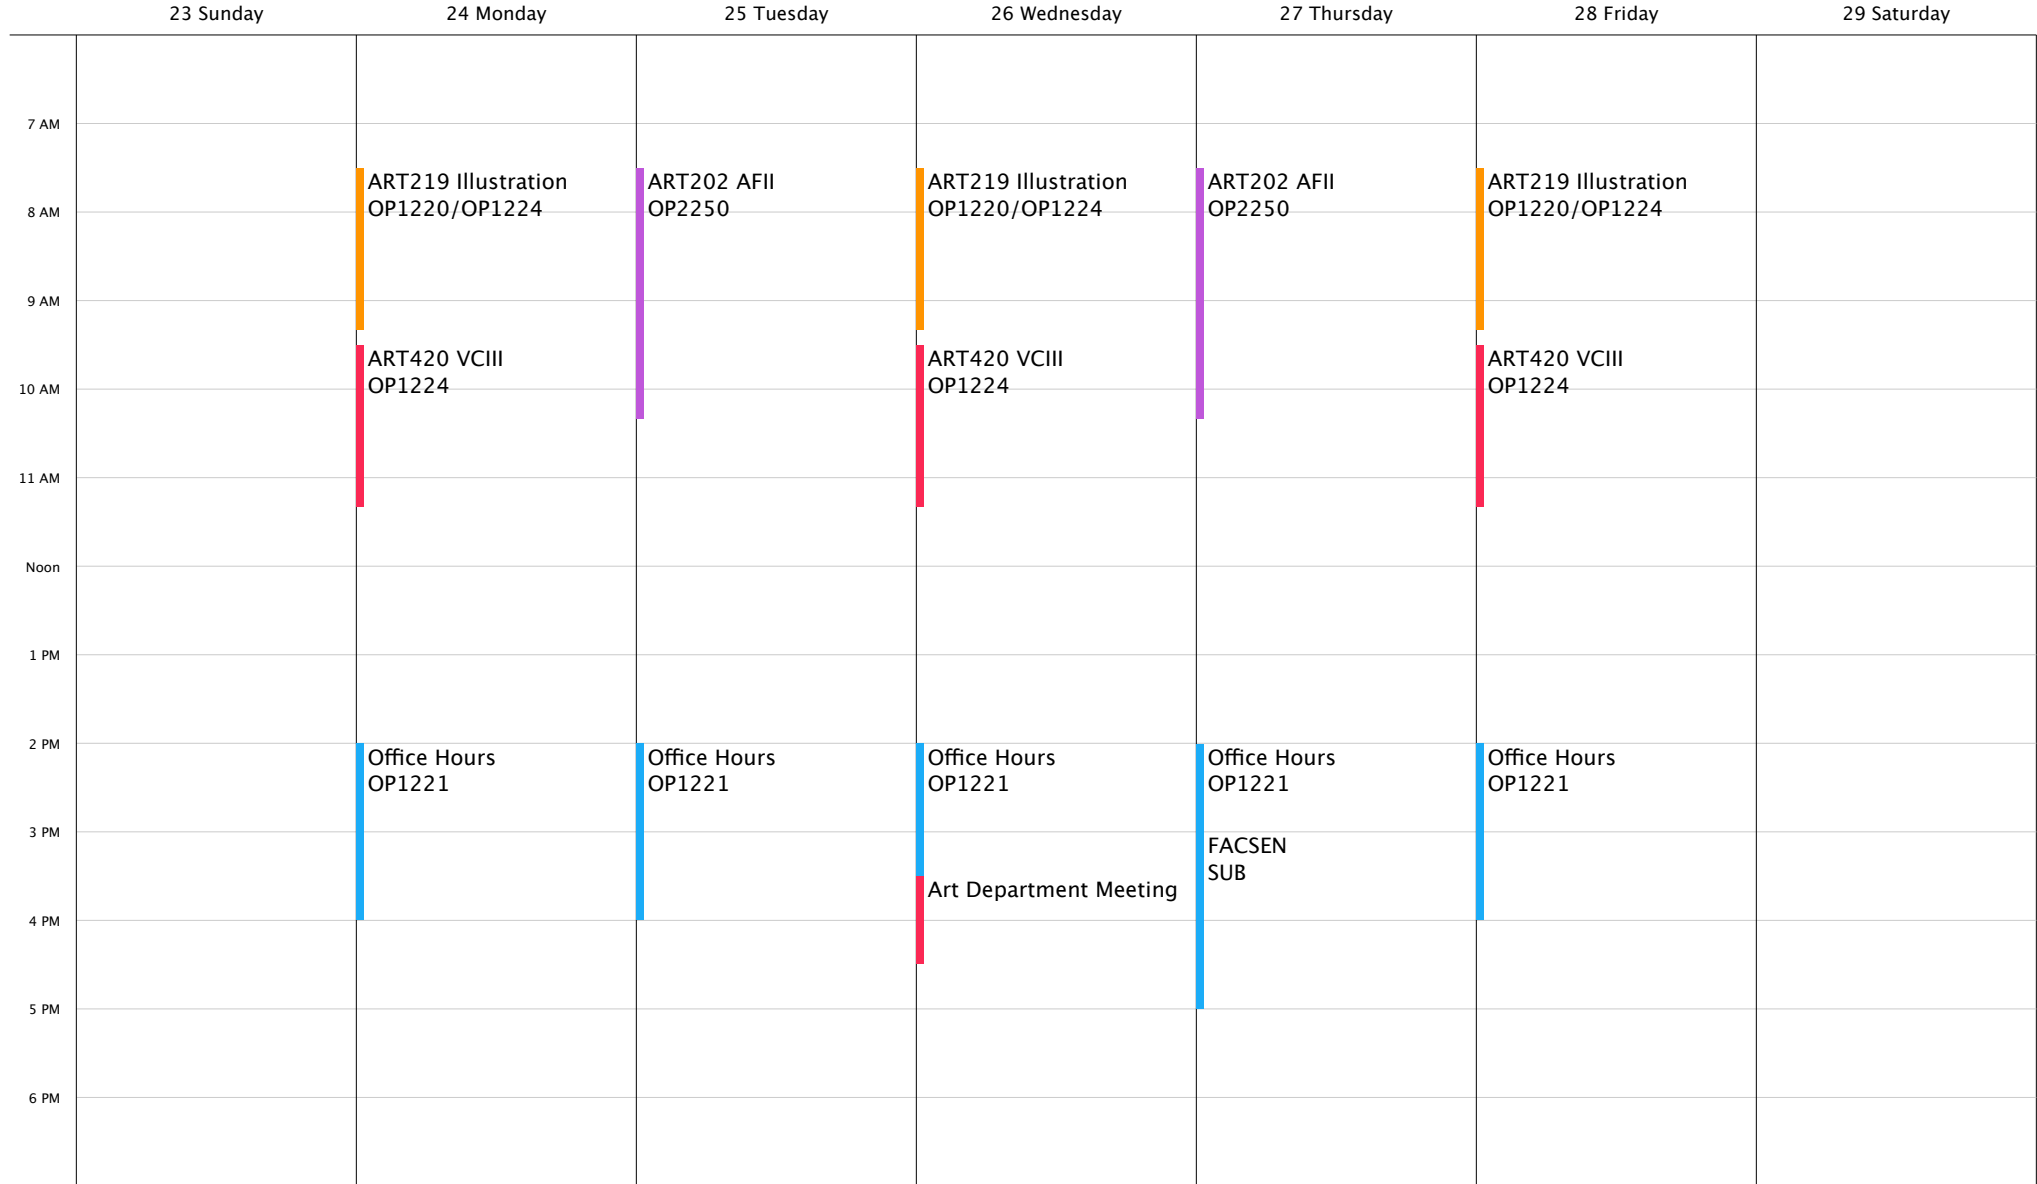 23 Sunday
24 Monday
25 Tuesday
26 Wednesday
27 Thursday
28 Friday
29 Saturday
7 AM
8 AM
9 AM
10 AM
11 AM
Noon
1 PM
2 PM
3 PM
4 PM
5 PM
6 PM
ART219 Illustration
OP1220/OP1224
ART420 VCIII
OP1224
Office Hours
OP1221
ART202 AFII
OP2250
Office Hours
OP1221
ART219 Illustration
OP1220/OP1224
ART420 VCIII
OP1224
Office Hours
OP1221
Art Department Meeting
ART202 AFII
OP2250
Office Hours
OP1221
FACSEN
SUB
ART219 Illustration
OP1220/OP1224
ART420 VCIII
OP1224
Office Hours
OP1221